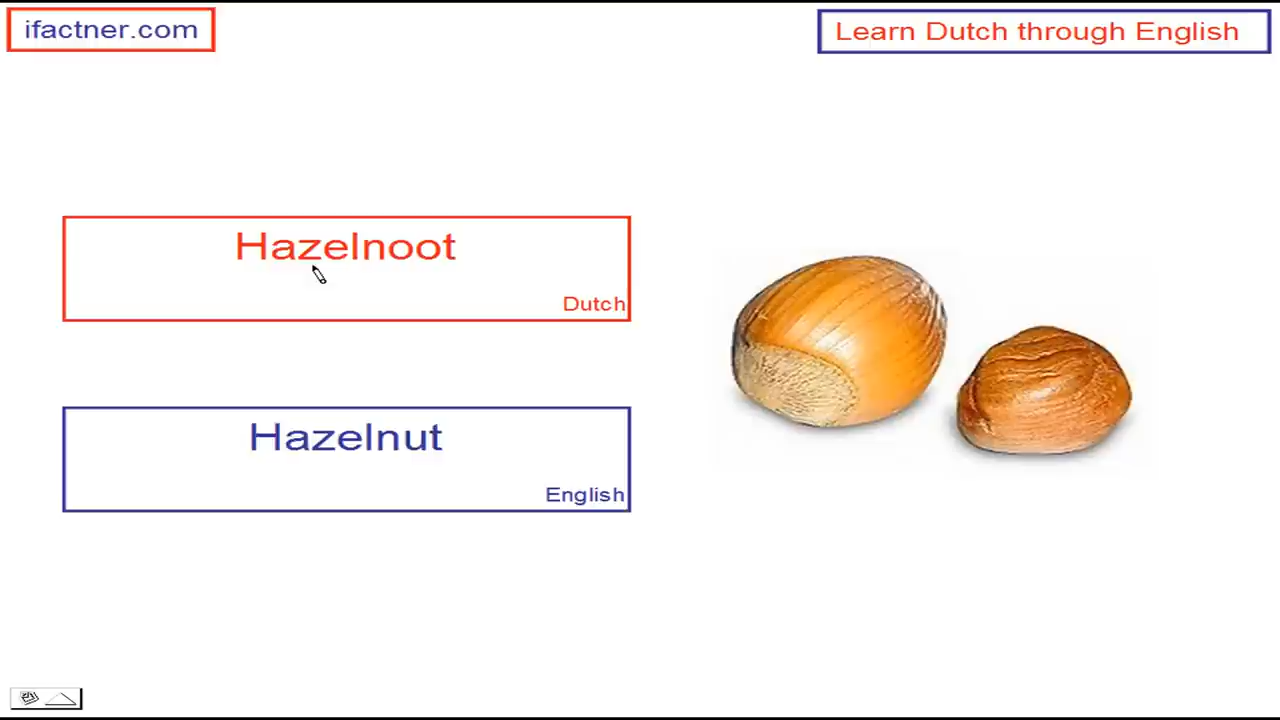 ifactner.com
Learn Dutch through English
Hazelnoot
Dutch
Hazelnut
English